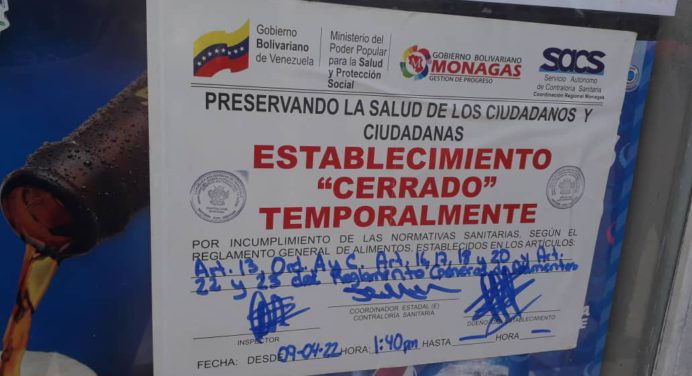 Gobierno
Bolivariano
de Venezuela
Ministerio del
Poder Popular
para la Salud
y Protección
Social
GOBIERNO BOLIVARIANO
MONAGAS
GESTIÓN DE PROGRESO
SACS
Servicio Autónomo
de Contraloría Sanitaria
Coordinación Regional Monagas
PRESERVANDO LA SALUD DE LOS CIUDADANOS Y
CIUDADANAS
ESTABLECIMIENTO
“CERRADO”
TEMPORALMENTE
POR INCUMPLIMIENTO DE LAS NORMATIVAS SANITARIAS, SEGÚN EL
REGLAMENTO GENERAL DE ALIMENTOS, ESTABLECIDOS EN LOS ARTÍCULOS:
Art. 13, A y C. Art. 16, 17, 18 y 20 Art.
22 y 23 del Reglamento General de Alimentos
INSPECTOR
COORDINADOR ESTADAL (E)
CONTRALORÍA SANITARIA
DUEÑO DEL ESTABLECIMIENTO
FECHA: DESDE 09-04-22 HORA: 1:40pm HASTA HORA: